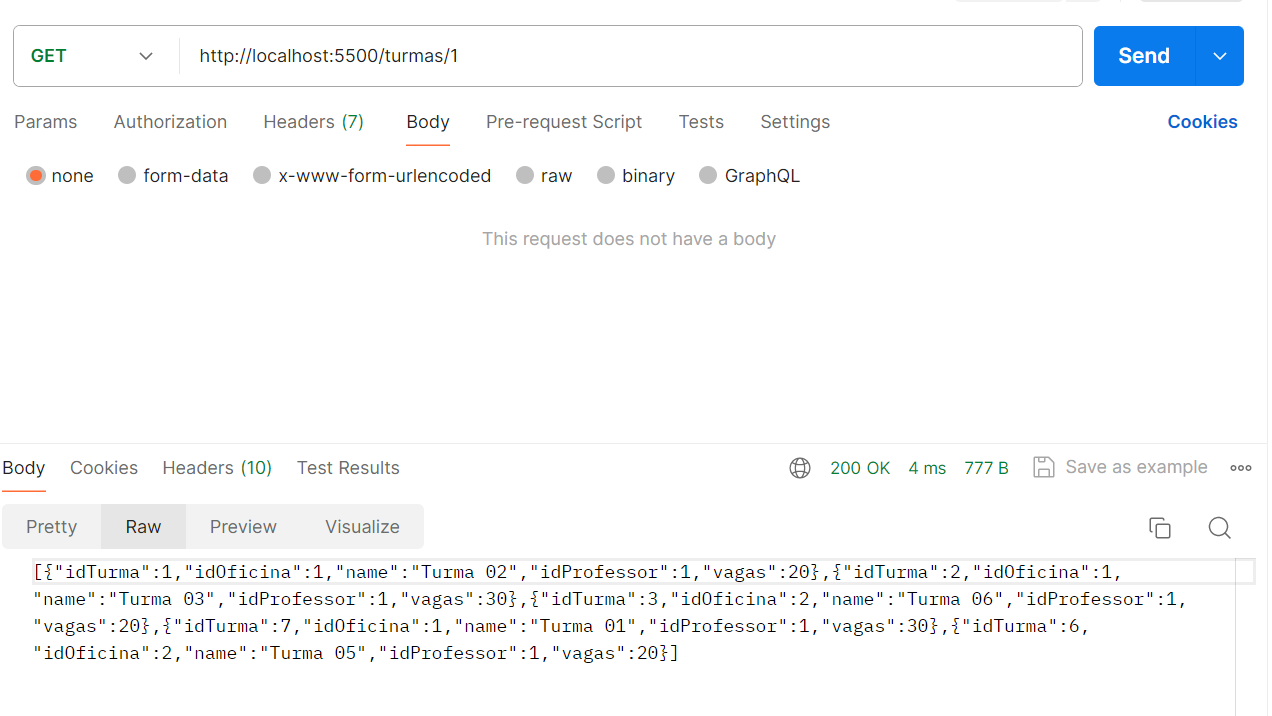 GET http://localhost:5500/turmas/1 Send
Params Authorization Headers (7) Body Pre-request Script Tests Settings Cookies
none form-data x-www-form-urlencoded raw binary GraphQL
This request does not have a body
Body Cookies Headers (10) Test Results 200 OK 4 ms 777 B Save as example
Pretty Raw Preview Visualize
[{"idTurma":1,"idOficina":1,"name":"Turma 02","idProfessor":1,"vagas":20},{"idTurma":2,"idOficina":1,
"name":"Turma 03","idProfessor":1,"vagas":30},{"idTurma":3,"idOficina":2,"name":"Turma 06","idProfessor":1,
"vagas":20},{"idTurma":7,"idOficina":1,"name":"Turma 01","idProfessor":1,"vagas":30},{"idTurma":6,
"idOficina":2,"name":"Turma 05","idProfessor":1,"vagas":20}]